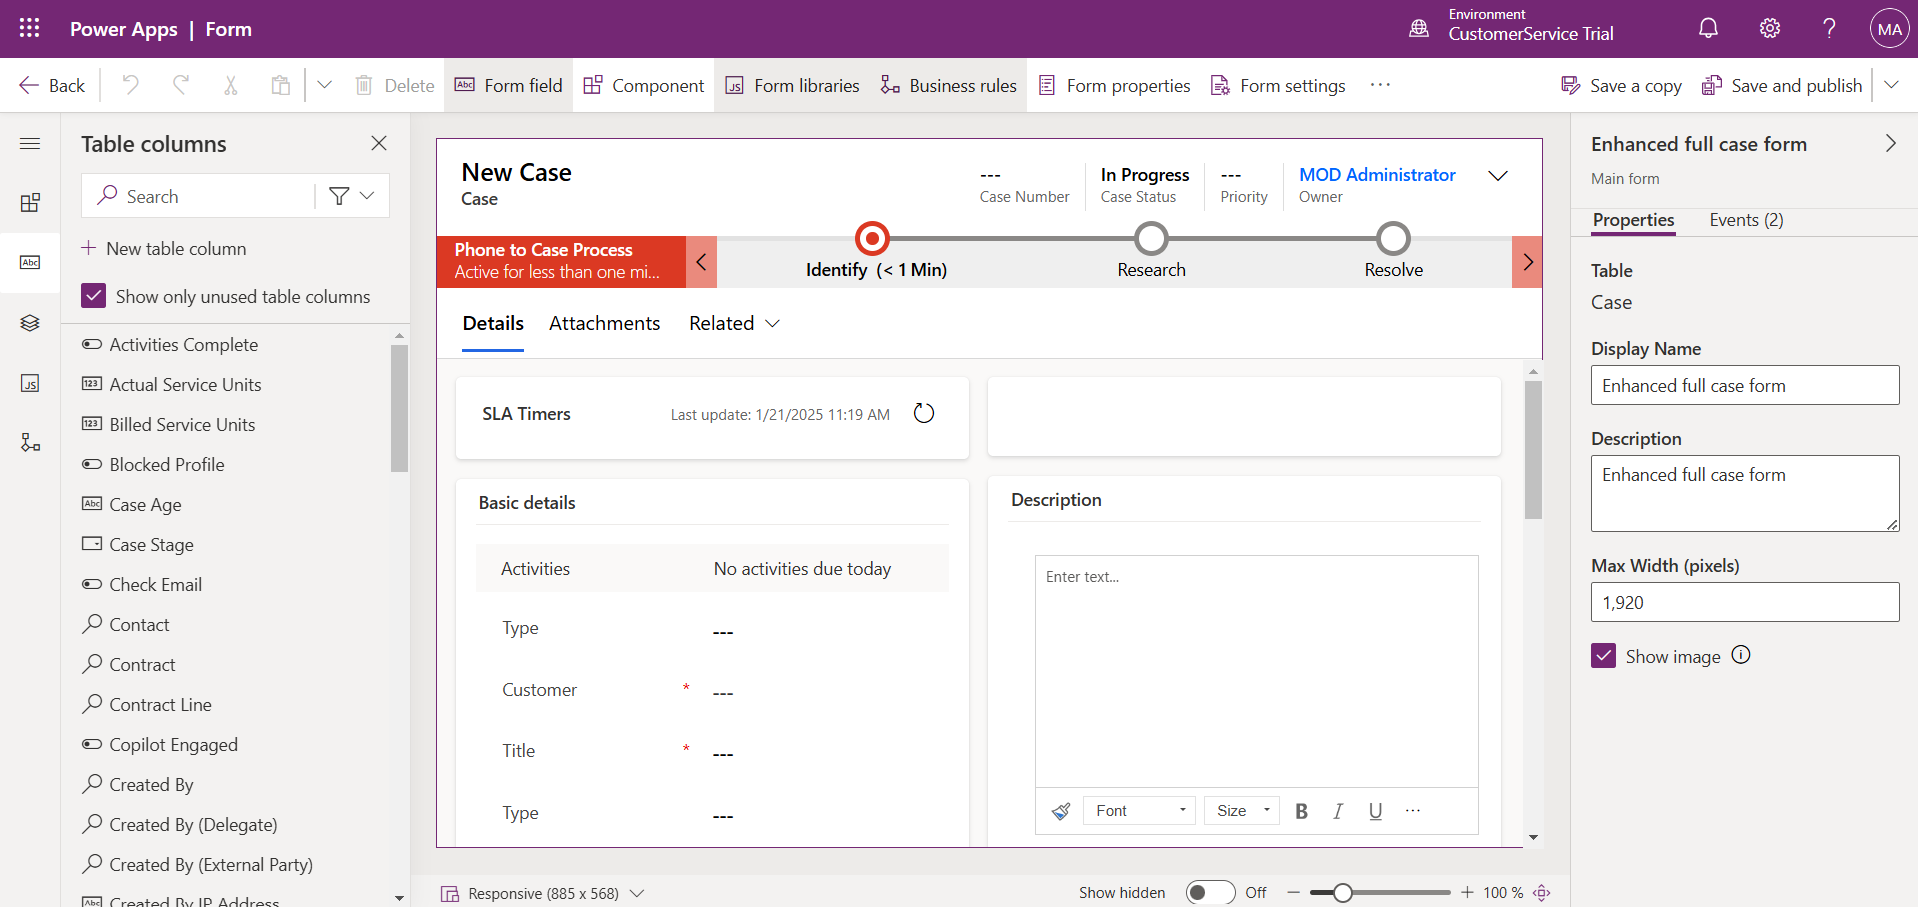 Power Apps | Form
Environment
CustomerService Trial
MA
Back
Delete
Abc Form field
Component
JS Form libraries
Business rules
Form properties
Form settings
...
Save a copy
Save and publish
Table columns
Search
New table column
Show only unused table columns
Abc
JS
Activities Complete
123 Actual Service Units
123 Billed Service Units
Blocked Profile
Abc Case Age
Case Stage
Check Email
Contact
Contract
Contract Line
Copilot Engaged
Created By
Created By (Delegate)
Created By (External Party)
Abc Created By IP Address
New Case
Case
---
Case Number
In Progress
Case Status
---
Priority
MOD Administrator
Owner
Phone to Case Process
Active for less than one mi...
Identify (< 1 Min)
Research
Resolve
Details
Attachments
Related
SLA Timers
Last update: 1/21/2025 11:19 AM
Basic details
Activities
No activities due today
Type
---
Customer
*
---
Title
*
---
Type
---
Description
Enter text...
Font
Size
B
I
U
...
Responsive (885 x 568)
Show hidden
Off
100 %
Enhanced full case form
Main form
Properties
Events (2)
Table
Case
Display Name
Enhanced full case form
Description
Enhanced full case form
Max Width (pixels)
1,920
Show image